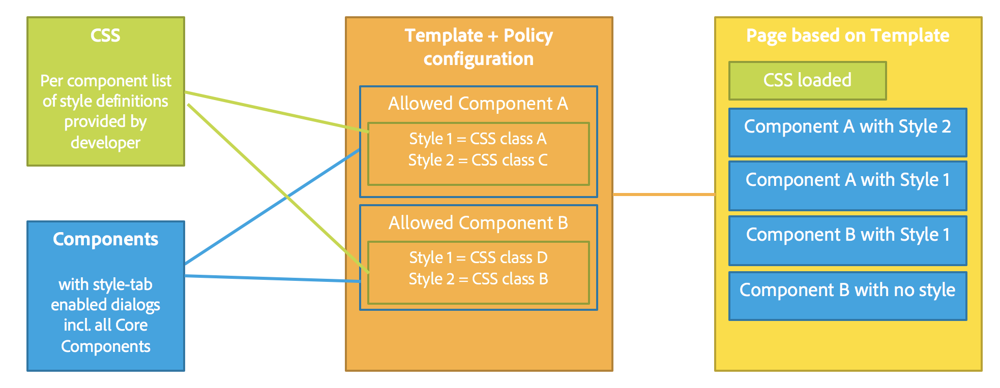 CSS
Per component list
of style definitions
provided by
developer
Components
with style-tab
enabled dialogs
incl. all Core
Components
Template + Policy
configuration
Allowed Component A
Style 1 = CSS class A
Style 2 = CSS class C
Allowed Component B
Style 1 = CSS class D
Style 2 = CSS class B
Page based on Template
CSS loaded
Component A with Style 2
Component A with Style 1
Component B with Style 1
Component B with no style